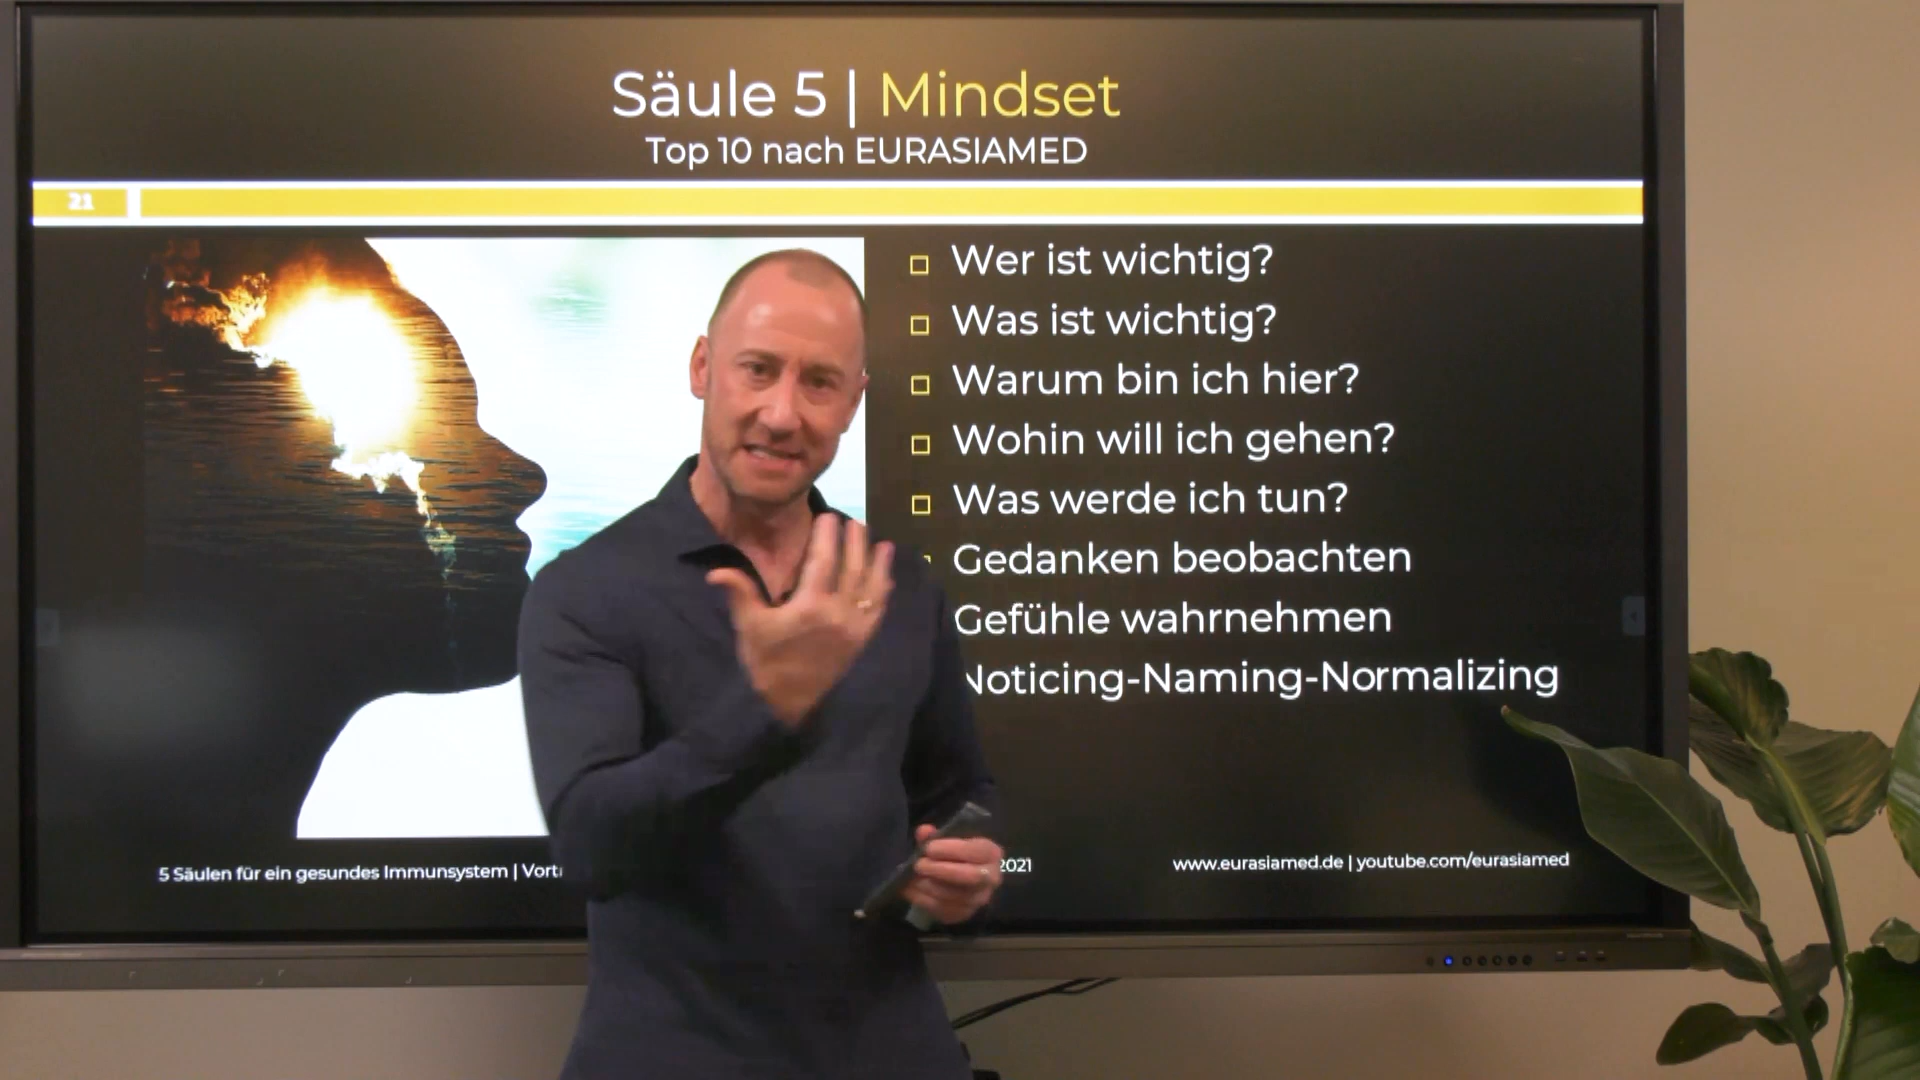 Säule 5 | Mindset
Top 10 nach EURASIAMED
21
Wer ist wichtig?
Was ist wichtig?
Warum bin ich hier?
Wohin will ich gehen?
Was werde ich tun?
Gedanken beobachten
Gefühle wahrnehmen
Noticing-Naming-Normalizing
5 Säulen für ein gesundes Immunsystem |
2021
www.eurasiamed.de | youtube.com/eurasiamed